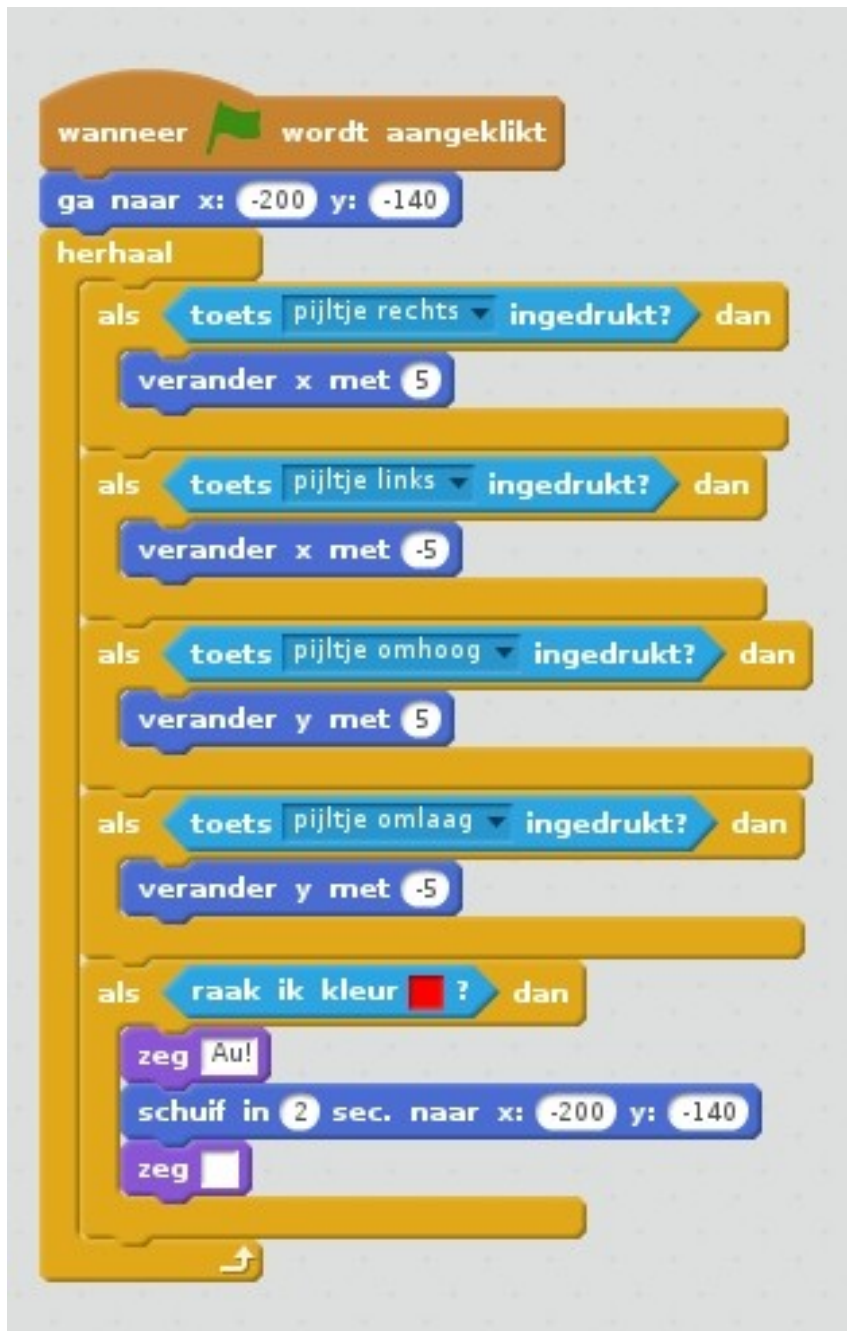 wanneer wordt aangeklikt
ga naar x: -200 y: -140
herhaal
als toets pijltje rechts ingedrukt? dan
verander x met 5
als toets pijltje links ingedrukt? dan
verander x met -5
als toets pijltje omhoog ingedrukt? dan
verander y met 5
als toets pijltje omlaag ingedrukt? dan
verander y met -5
als raak ik kleur ? dan
zeg Au!
schuif in 2 sec. naar x: -200 y: -140
zeg